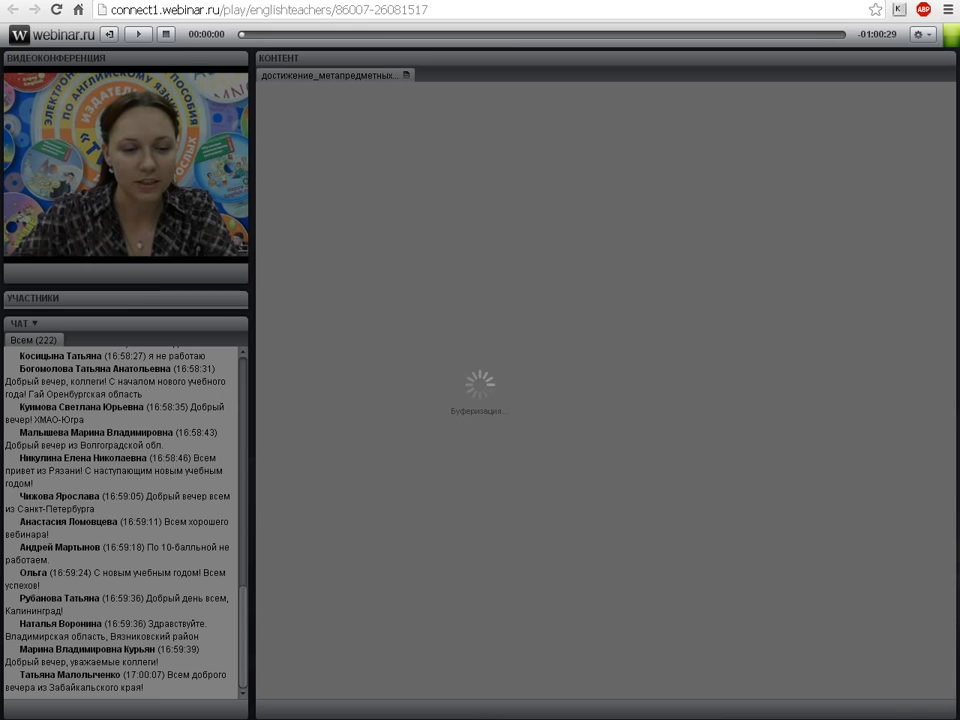 connect1.webinar.ru/play/englishteachers/86007-26081517
webinar.ru
00:00:00
-01:00:29
ВИДЕОКОНФЕРЕНЦИЯ
ЭЛЕКТРОННЫЕ ПОСОБИЯ
ПО АНГЛИЙСКОМУ
УЧАСТНИКИ
ЧАТ
Всем (222)
Косицына Татьяна (16:58:27) я не работаю
Богомолова Татьяна Анатольевна (16:58:31)
Добрый вечер, коллеги! С началом нового учебного
года! Гай Оренбургская область
Куимова Светлана Юрьевна (16:58:35) Добрый
вечер! ХМАО-Югра
Малышева Марина Владимировна (16:58:43)
Добрый вечер из Волгоградской обл.
Никулина Елена Николаевна (16:58:46) Всем
привет из Рязани! С наступающим новым учебным
годом!
Чижова Ярослава (16:59:05) Добрый вечер всем
из Санкт-Петербурга
Анастасия Ломовцева (16:59:11) Всем хорошего
вебинара!
Андрей Мартынов (16:59:18) По 10-балльной не
работаем.
Ольга (16:59:24) С новым учебным годом! Всем
успехов!
Рубанова Татьяна (16:59:36) Добрый день всем,
Калининград!
Наталья Воронина (16:59:36) Здравствуйте.
Владимирская область, Вязниковский район
Марина Владимировна Курьян (16:59:39)
Добрый вечер, уважаемые коллеги!
Татьяна Малолыченко (17:00:07) Всем доброго
вечера из Забайкальского края!
КОНТЕНТ
достижение_метапредметных...
Буферизация...